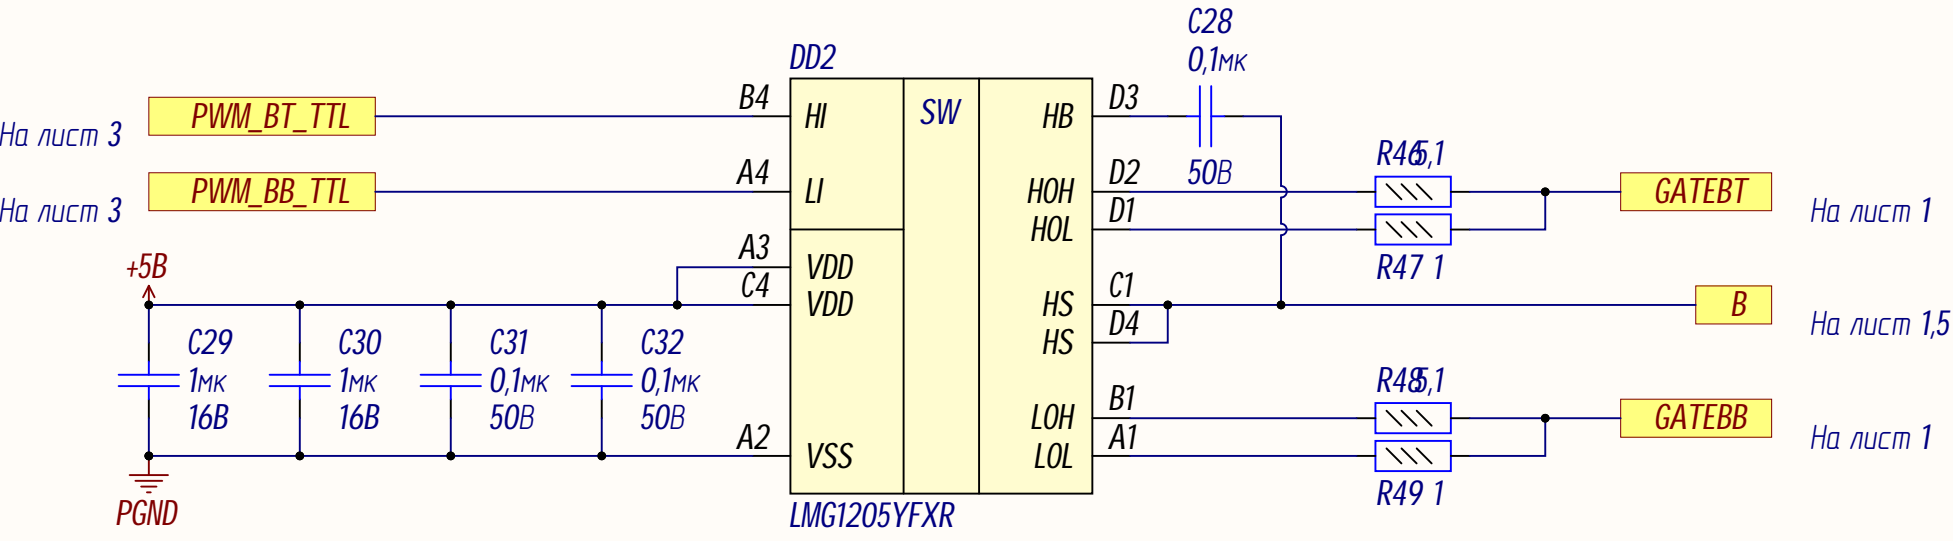 C28
0,1мк
50В
DD2
На лист 3
PWM_BT_TTL
B4
HI
SW
HB
D3
На лист 3
PWM_BB_TTL
A4
LI
HOH
D2
R46 5,1
GATEBT
На лист 1
HOL
D1
R47 1
+5В
A3
VDD
C4
VDD
HS
C1
B
На лист 1,5
HS
D4
C29
1мк
16В
C30
1мк
16В
C31
0,1мк
50В
C32
0,1мк
50В
LOH
B1
R48 5,1
GATEBB
На лист 1
A2
VSS
LOL
A1
R49 1
PGND
LMG1205YFXR